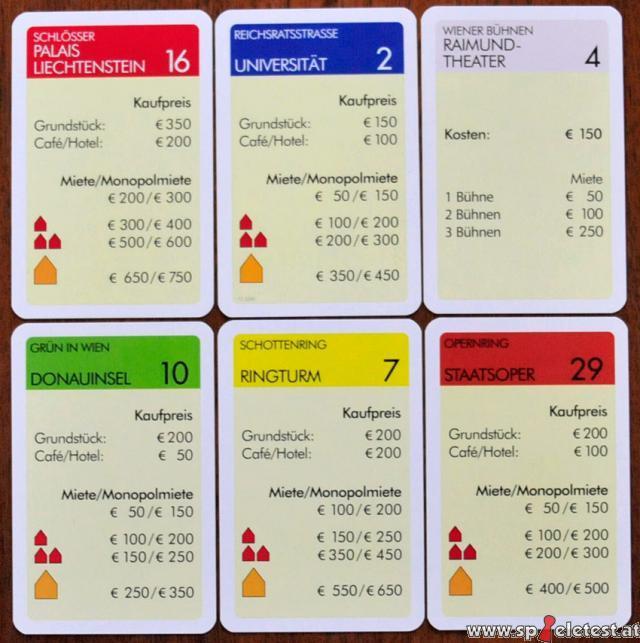 SCHLÖSSER
PALAIS
LIECHTENSTEIN 16
Kaufpreis
Grundstück: € 350
Café/Hotel: € 200
Miete/Monopolmiete
€ 200/€ 300
€ 300/€ 400
€ 500/€ 600
€ 650/€ 750
REICHSRATSSTRASSE
UNIVERSITÄT 2
Kaufpreis
Grundstück: € 150
Café/Hotel: € 100
Miete/Monopolmiete
€ 50/€ 150
€ 100/€ 200
€ 200/€ 300
€ 350/€ 450
WIENER BÜHNEN
RAIMUND-
THEATER 4
Kosten: € 150
Miete
1 Bühne € 50
2 Bühnen € 100
3 Bühnen € 250
GRÜN IN WIEN
DONAUINSEL 10
Kaufpreis
Grundstück: € 200
Café/Hotel: € 50
Miete/Monopolmiete
€ 50/€ 150
€ 100/€ 200
€ 150/€ 250
€ 250/€ 350
SCHOTTENRING
RINGTURM 7
Kaufpreis
Grundstück: € 200
Café/Hotel: € 200
Miete/Monopolmiete
€ 100/€ 200
€ 150/€ 250
€ 350/€ 450
€ 550/€ 650
OPERNRING
STAATSOPER 29
Kaufpreis
Grundstück: € 200
Café/Hotel: € 100
Miete/Monopolmiete
€ 50/€ 150
€ 100/€ 200
€ 200/€ 300
€ 400/€ 500
www.spieletest.at